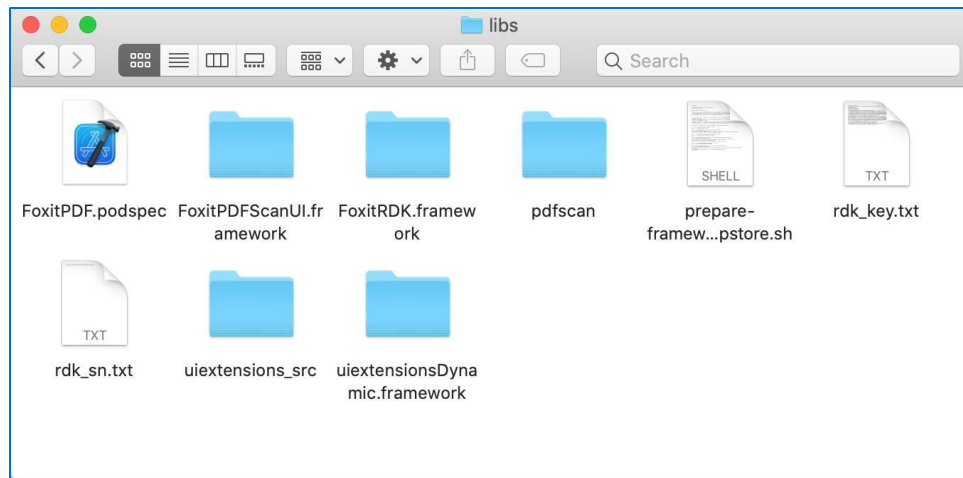 libs
Search
FoxitPDF.podspec
FoxitPDFScanUI.fr
amework
FoxitRDK.framew
ork
pdfscan
SHELL
prepare-
framew...pstore.sh
TXT
rdk_key.txt
TXT
rdk_sn.txt
uiextensions_src
uiextensionsDyna
mic.framework